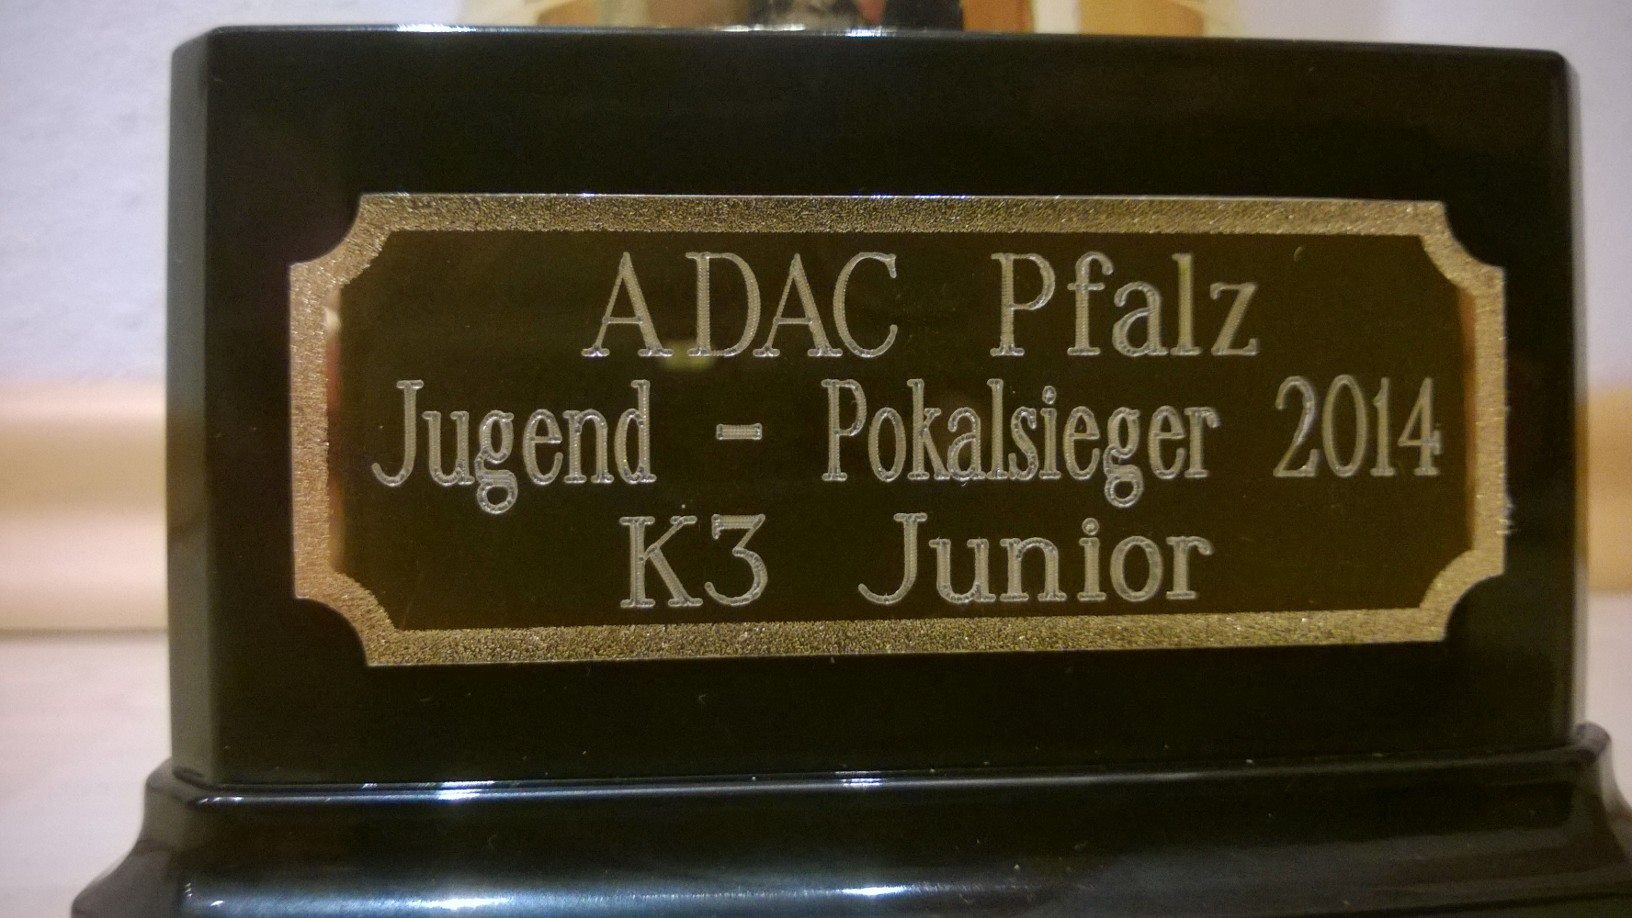 ADAC Pfalz
Jugend - Pokalsieger 2014
K3 Junior